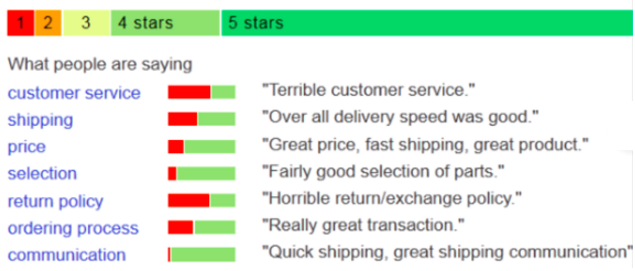 1 2 3 4 stars 5 stars
What people are saying
customer service "Terrible customer service."
shipping "Over all delivery speed was good."
price "Great price, fast shipping, great product."
selection "Fairly good selection of parts."
return policy "Horrible return/exchange policy."
ordering process "Really great transaction."
communication "Quick shipping, great shipping communication"